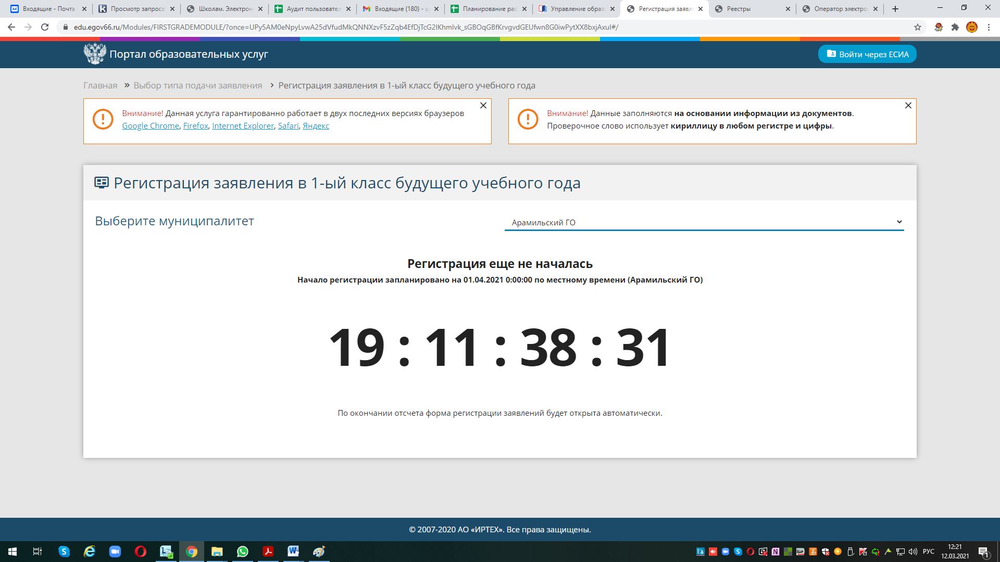 Входящие - Почта
Просмотр запроса
Школам. Электрон
Аудит пользовател
Входящие (180) - u
Планирование рас
Управление образ
Регистрация заявл
Реестры
Оператор электро
edu.egov66.ru/Modules/FIRSTGRADEMODULE/?once=UPy5AM0eNpyLvwA25dVfudMkQNNXzvF5zZqb4EfDjTcG2IKhmIvk_sGBOqGBfKrvgvdGEUfwn8G0iwPytXX8bxjAxuI#/
Портал образовательных услуг
Войти через ЕСИА
Главная » Выбор типа подачи заявления › Регистрация заявления в 1-ый класс будущего учебного года
Внимание! Данная услуга гарантированно работает в двух последних версиях браузеров
Google Chrome, Firefox, Internet Explorer, Safari, Яндекс
Внимание! Данные заполняются на основании информации из документов.
Проверочное слово использует кириллицу в любом регистре и цифры.
Регистрация заявления в 1-ый класс будущего учебного года
Выберите муниципалитет
Арамильский ГО
Регистрация еще не началась
Начало регистрации запланировано на 01.04.2021 0:00:00 по местному времени (Арамильский ГО)
19 : 11 : 38 : 31
По окончании отсчета форма регистрации заявлений будет открыта автоматически.
© 2007-2020 АО «ИРТЕХ». Все права защищены.
РУС
12:21
12.03.2021
1